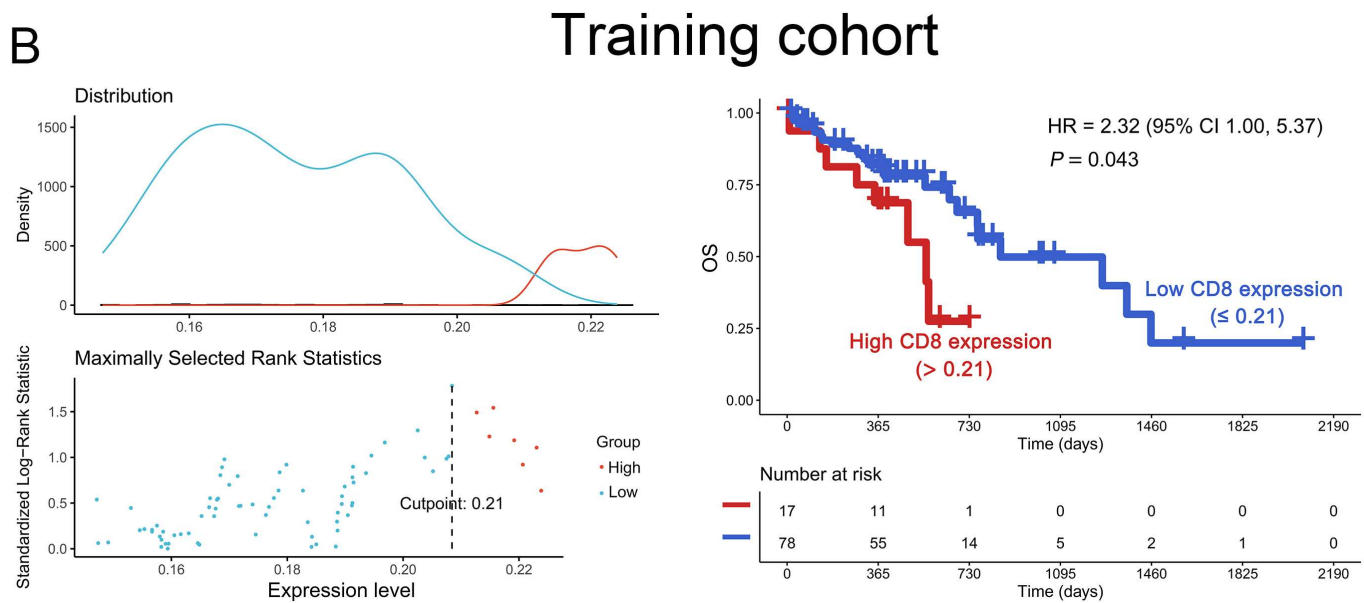 B
Training cohort
Distribution
Density
1500
1000
500
0
0.16 0.18 0.20 0.22
Maximally Selected Rank Statistics
Standardized Log−Rank Statistic
1.5
1.0
0.5
0.0
Cutpoint: 0.21
0.16 0.18 0.20 0.22
Expression level
Group
High
Low
OS
1.00
0.75
0.50
0.25
0.00
HR = 2.32 (95% CI 1.00, 5.37)
P = 0.043
Low CD8 expression
(≤ 0.21)
High CD8 expression
(> 0.21)
0 365 730 1095 1460 1825 2190
Time (days)
Number at risk
17 11 1 0 0 0 0
78 55 14 5 2 1 0
0 365 730 1095 1460 1825 2190
Time (days)